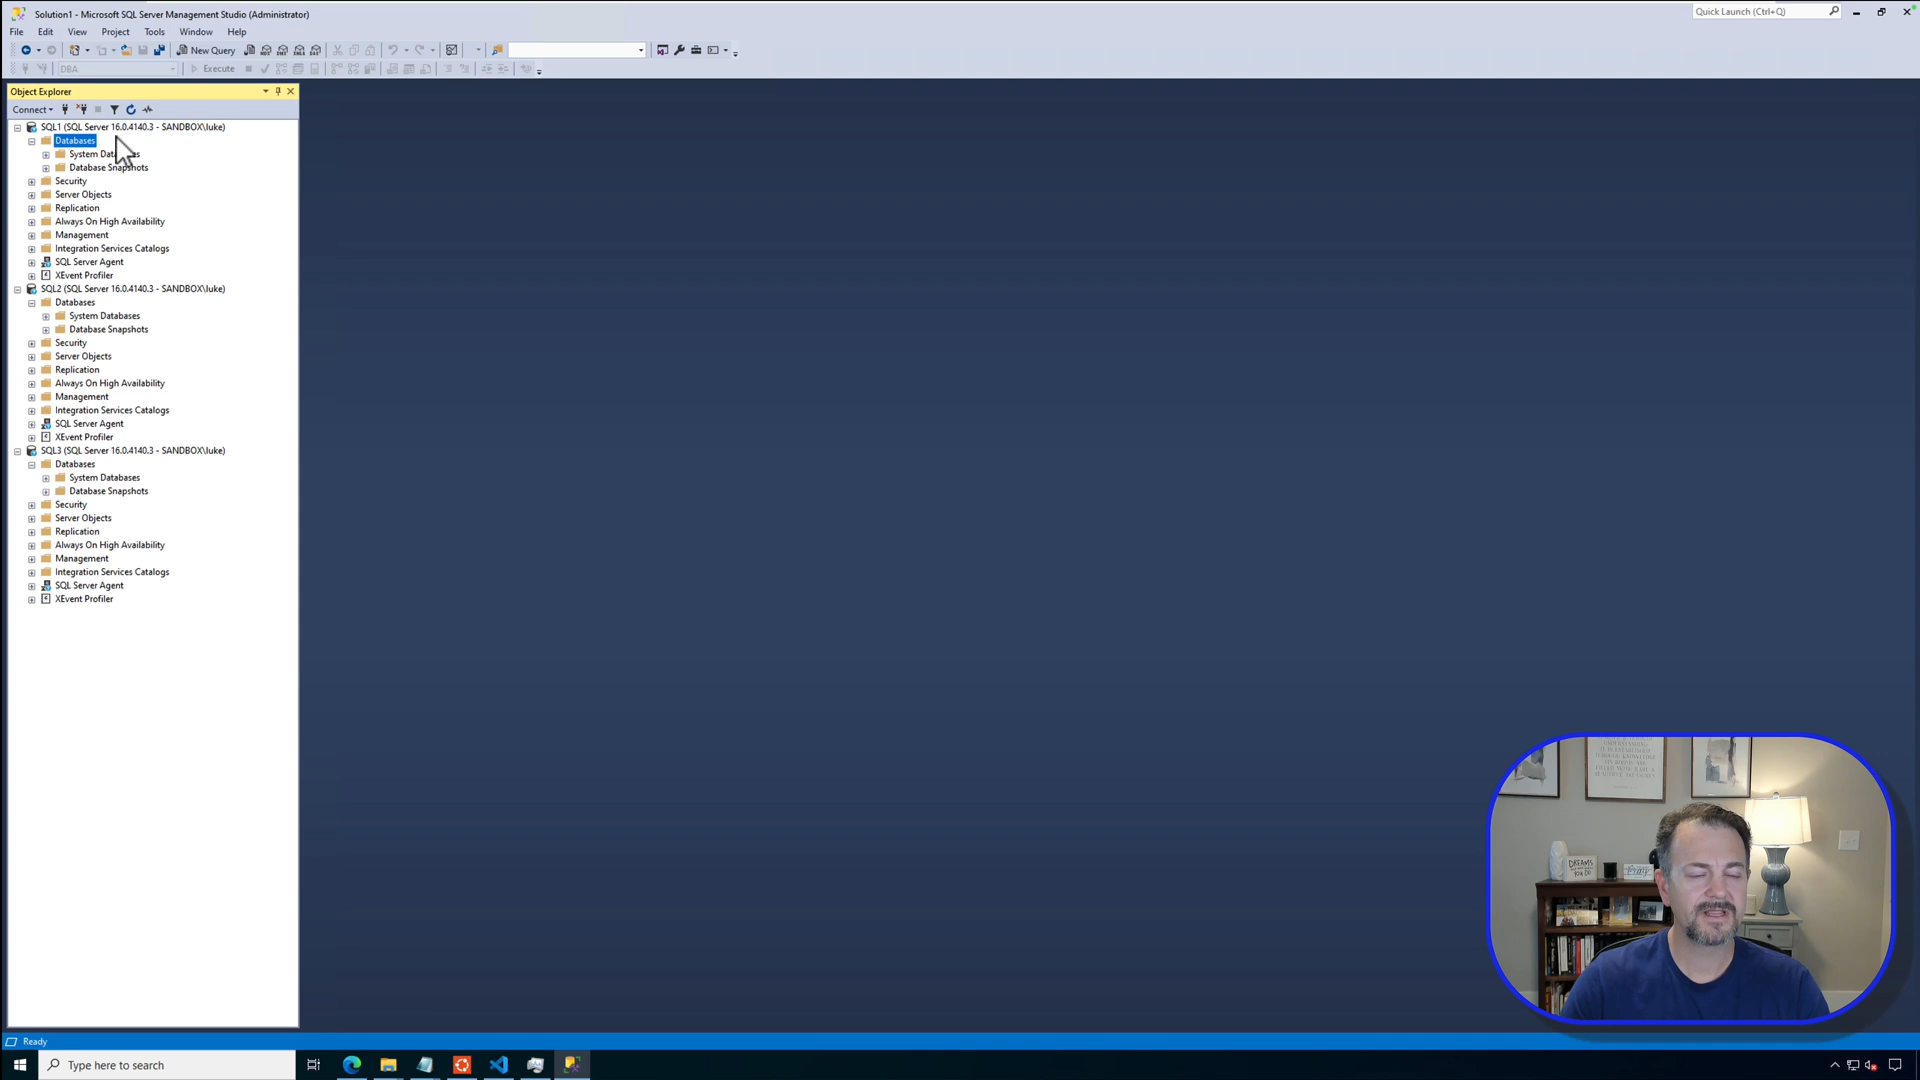 Solution1 - Microsoft SQL Server Management Studio (Administrator)
Quick Launch (Ctrl+Q)
File Edit View Project Tools Window Help
New Query
DBA
Execute
Object Explorer
Connect
SQL1 (SQL Server 16.0.4140.3 - SANDBOX\luke)
Databases
System Databases
Database Snapshots
Security
Server Objects
Replication
Always On High Availability
Management
Integration Services Catalogs
SQL Server Agent
XEvent Profiler
SQL2 (SQL Server 16.0.4140.3 - SANDBOX\luke)
Databases
System Databases
Database Snapshots
Security
Server Objects
Replication
Always On High Availability
Management
Integration Services Catalogs
SQL Server Agent
XEvent Profiler
SQL3 (SQL Server 16.0.4140.3 - SANDBOX\luke)
Databases
System Databases
Database Snapshots
Security
Server Objects
Replication
Always On High Availability
Management
Integration Services Catalogs
SQL Server Agent
XEvent Profiler
DREAMS
YOU DO
Ready
Type here to search